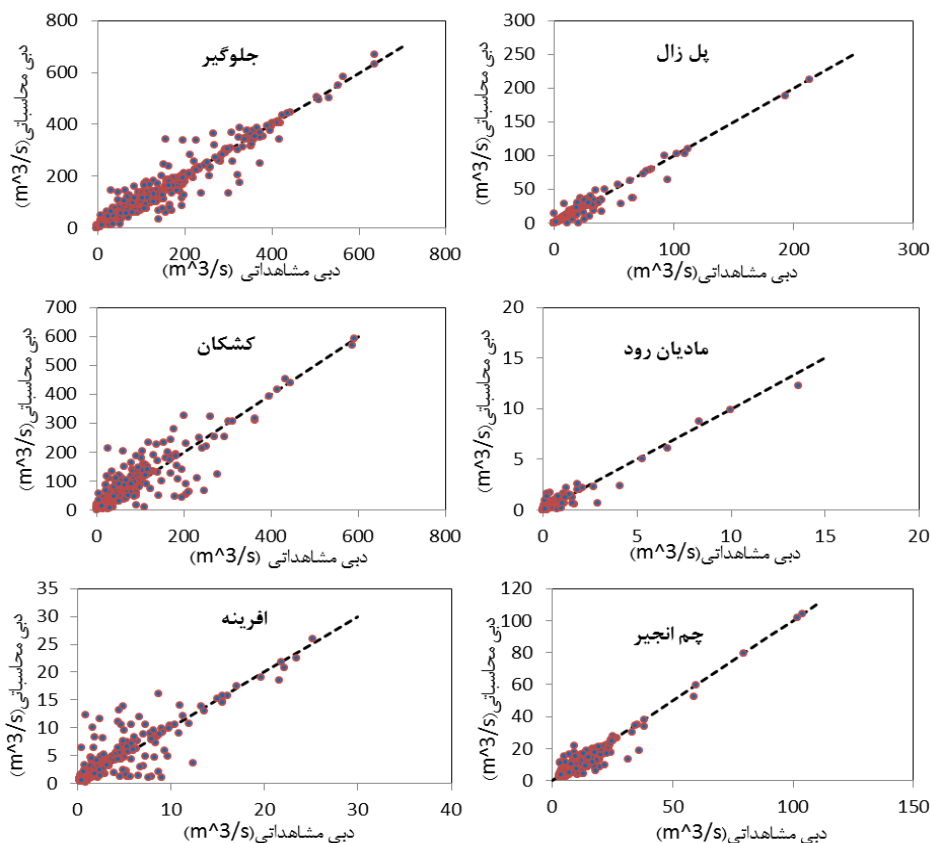 جلوگیر
دبی محاسباتی(m^3/s)
800
600
400
200
0
0 200 400 600 800
دبی مشاهداتی (m^3/s)
پل زال
دبی محاسباتی(m^3/s)
300
250
200
150
100
50
0
0 100 200 300
دبی مشاهداتی(m^3/s)
کشکان
دبی محاسباتی(m^3/s)
700
600
500
400
300
200
100
0
0 200 400 600 800
دبی مشاهداتی (m^3/s)
مادیان رود
دبی محاسباتی(m^3/s)
20
15
10
5
0
0 5 10 15 20
دبی مشاهداتی(m^3/s)
افرینه
دبی محاسباتی(m^3/s)
35
30
25
20
15
10
5
0
0 10 20 30 40
دبی مشاهداتی(m^3/s)
چم انجیر
دبی محاسباتی(m^3/s)
120
100
80
60
40
20
0
0 50 100 150
دبی مشاهداتی(m^3/s)